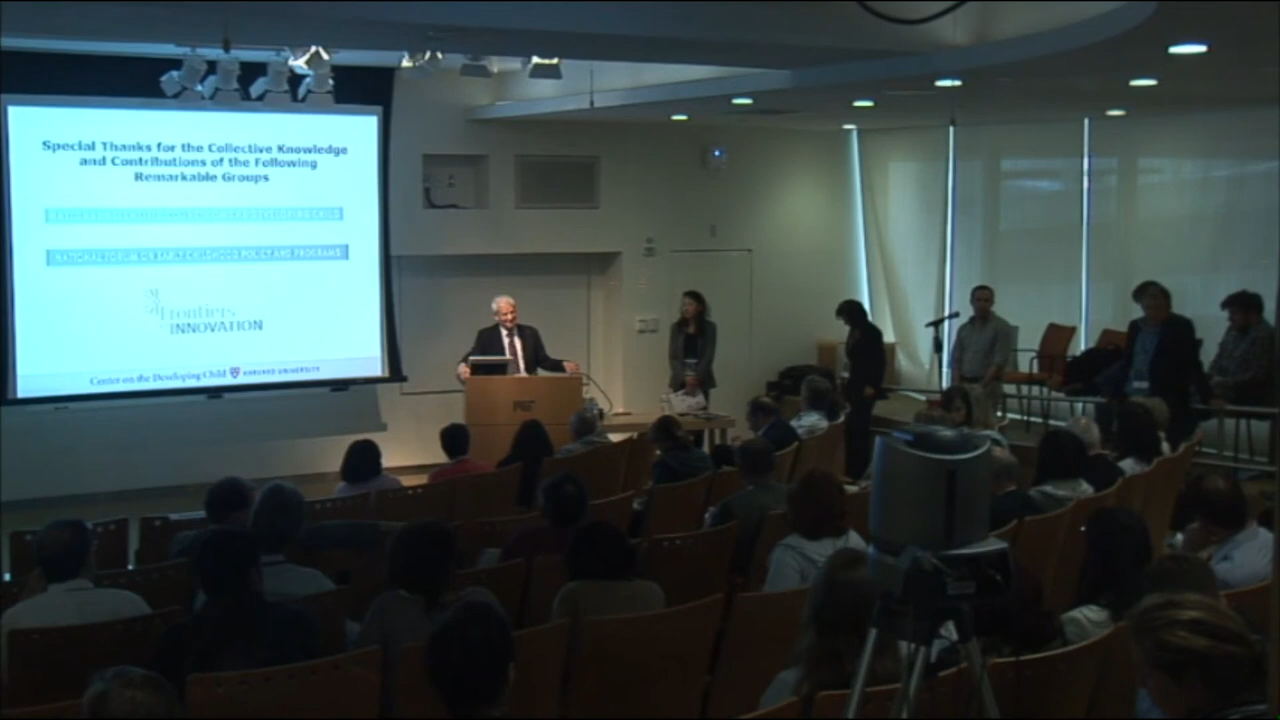 Special Thanks for the Collective Knowledge
and Contributions of the Following
Remarkable Groups
NATIONAL FORUM ON EARLY CHILDHOOD POLICY AND PROGRAMS
Frontiers
of INNOVATION
Center on the Developing Child HARVARD UNIVERSITY
MIT